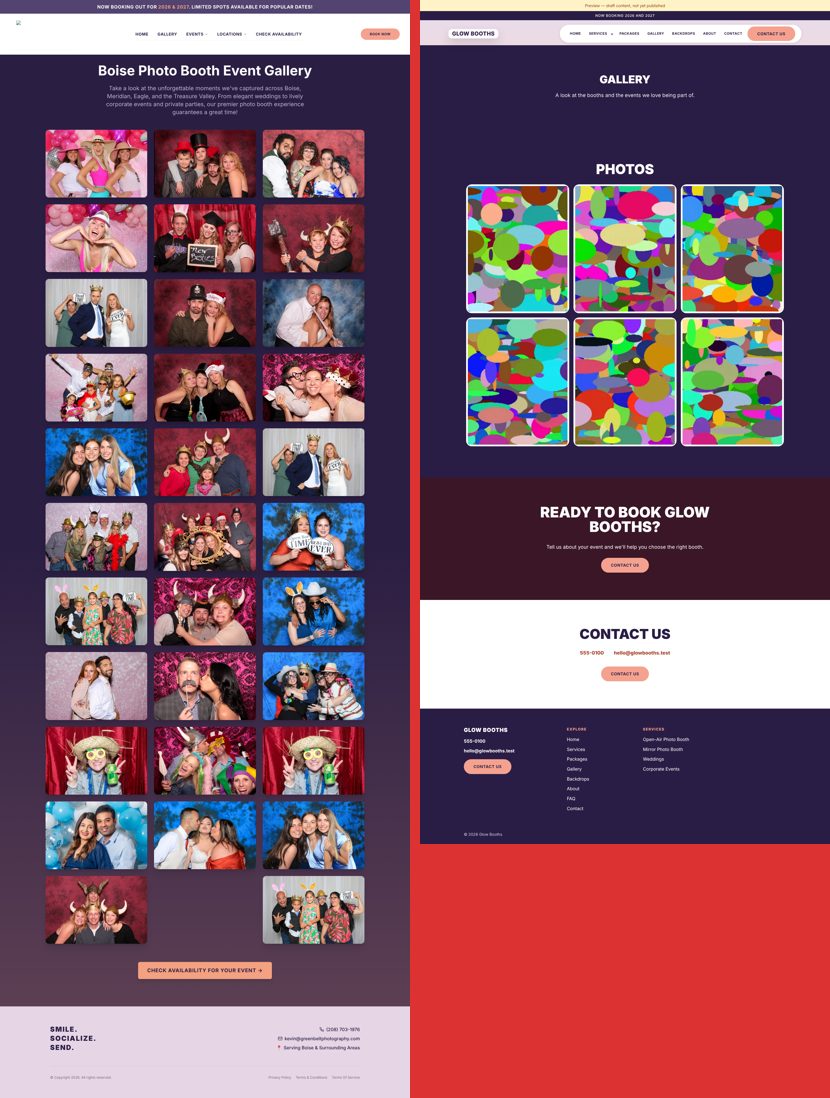 NOW BOOKING OUT FOR 2026 & 2027. LIMITED SPOTS AVAILABLE FOR POPULAR DATES!
HOME GALLERY EVENTS LOCATIONS CHECK AVAILABILITY
BOOK NOW
Boise Photo Booth Event Gallery
Take a look at the unforgettable moments we've captured across Boise,
Meridian, Eagle, and the Treasure Valley. From elegant weddings to lively
corporate events and private parties, our premier photo booth experience
guarantees a great time!
CHECK AVAILABILITY FOR YOUR EVENT →
SMILE.
SOCIALIZE.
SEND.
(208) 703-1976
kevin@greenbeltphotography.com
Serving Boise & Surrounding Areas
© Copyright 2026. All rights reserved.
Privacy Policy Terms & Conditions Terms Of Service
Preview — draft content, not yet published
NOW BOOKING 2026 AND 2027
GLOW BOOTHS
HOME SERVICES PACKAGES GALLERY BACKDROPS ABOUT CONTACT
CONTACT US
GALLERY
A look at the booths and the events we love being part of.
PHOTOS
READY TO BOOK GLOW
BOOTHS?
Tell us about your event and we'll help you choose the right booth.
CONTACT US
CONTACT US
555-0100 hello@glowbooths.test
CONTACT US
GLOW BOOTHS
555-0100
hello@glowbooths.test
CONTACT US
EXPLORE
Home
Services
Packages
Gallery
Backdrops
About
FAQ
Contact
SERVICES
Open-Air Photo Booth
Mirror Photo Booth
Weddings
Corporate Events
© 2026 Glow Booths